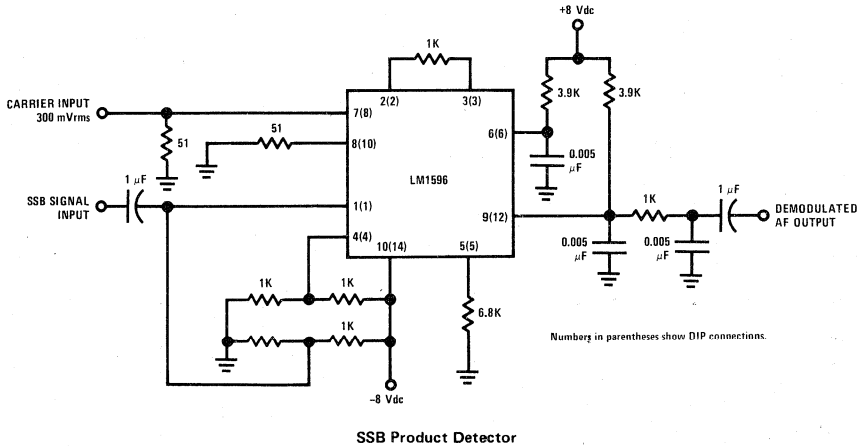 +8 Vdc
1K
3.9K
3.9K
CARRIER INPUT
300 mVrms
2(2)
3(3)
7(8)
6(6)
51
51
8(10)
0.005
μF
LM1596
1 μF
SSB SIGNAL
INPUT
1(1)
9(12)
1K
1 μF
DEMODULATED
AF OUTPUT
4(4)
10(14)
5(5)
0.005
μF
0.005
μF
1K
1K
6.8K
1K
Numbers in parentheses show DIP connections.
–8 Vdc
SSB Product Detector